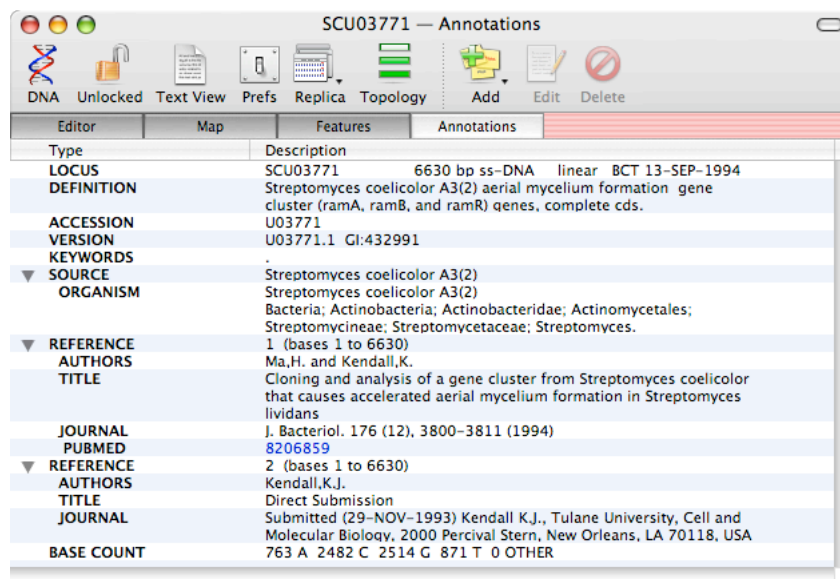 SCU03771 — Annotations
DNA Unlocked Text View Prefs Replica Topology Add Edit Delete
Editor Map Features Annotations
Type Description
LOCUS SCU03771 6630 bp ss-DNA linear BCT 13-SEP-1994
DEFINITION Streptomyces coelicolor A3(2) aerial mycelium formation gene
cluster (ramA, ramB, and ramR) genes, complete cds.
ACCESSION U03771
VERSION U03771.1 GI:432991
KEYWORDS .
SOURCE Streptomyces coelicolor A3(2)
ORGANISM Streptomyces coelicolor A3(2)
Bacteria; Actinobacteria; Actinobacteridae; Actinomycetales;
Streptomycineae; Streptomycetaceae; Streptomyces.
REFERENCE 1 (bases 1 to 6630)
AUTHORS Ma,H. and Kendall,K.
TITLE Cloning and analysis of a gene cluster from Streptomyces coelicolor
that causes accelerated aerial mycelium formation in Streptomyces
lividans
JOURNAL J. Bacteriol. 176 (12), 3800-3811 (1994)
PUBMED 8206859
REFERENCE 2 (bases 1 to 6630)
AUTHORS Kendall,K.J.
TITLE Direct Submission
JOURNAL Submitted (29-NOV-1993) Kendall K.J., Tulane University, Cell and
Molecular Biology, 2000 Percival Stern, New Orleans, LA 70118, USA
BASE COUNT 763 A 2482 C 2514 G 871 T 0 OTHER